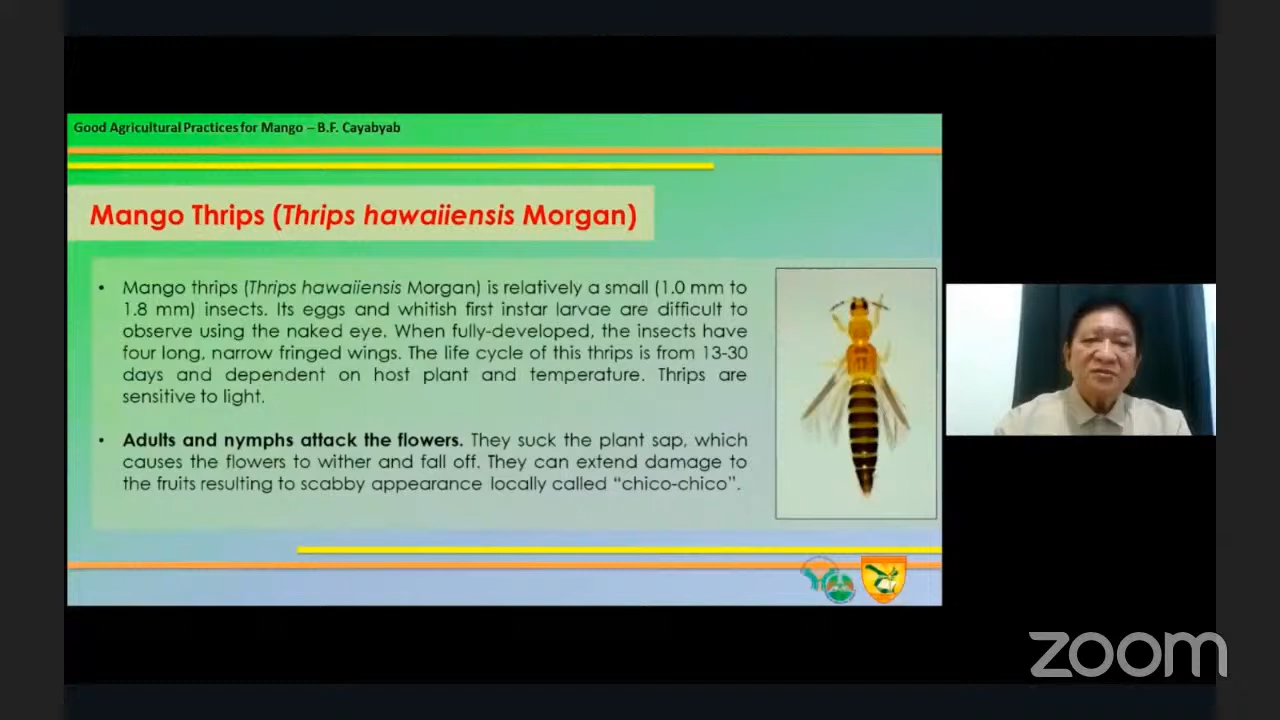 Good Agricultural Practices for Mango – B.F. Cayabyab
Mango Thrips (Thrips hawaiiensis Morgan)
• Mango thrips (Thrips hawaiiensis Morgan) is relatively a small (1.0 mm to
1.8 mm) insects. Its eggs and whitish first instar larvae are difficult to
observe using the naked eye. When fully-developed, the insects have
four long, narrow fringed wings. The life cycle of this thrips is from 13-30
days and dependent on host plant and temperature. Thrips are
sensitive to light.
• Adults and nymphs attack the flowers. They suck the plant sap, which
causes the flowers to wither and fall off. They can extend damage to
the fruits resulting to scabby appearance locally called “chico-chico”.
zoom